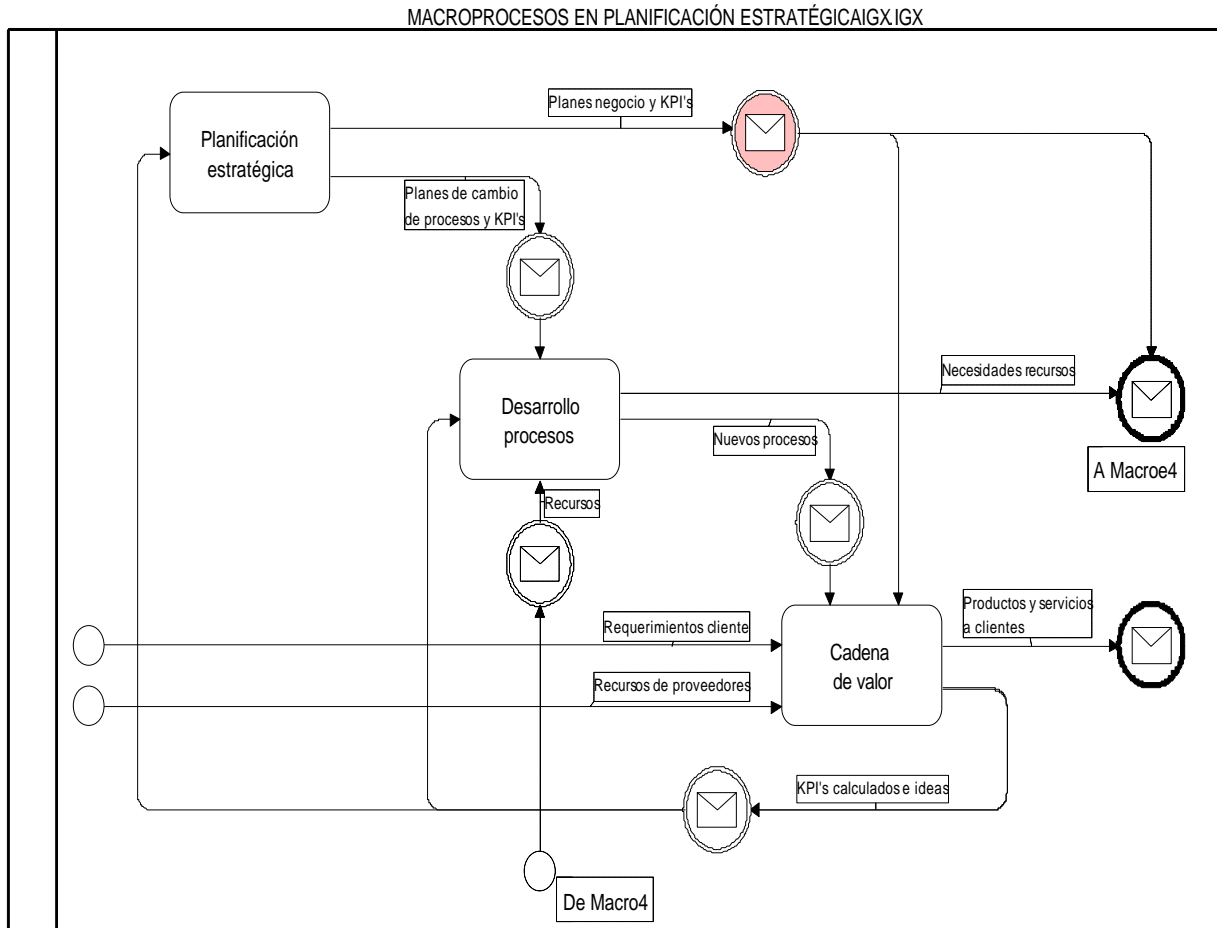 MACROPROCESOS EN PLANIFICACIÓN ESTRATÉGICAIGX.IGX
Planes negocio y KPI's
Planificación
estratégica
Planes de cambio
de procesos y KPI's
Necesidades recursos
Desarrollo
procesos
Nuevos procesos
A Macroe4
Recursos
Productos y servicios
a clientes
Requerimientos cliente
Cadena
de valor
Recursos de proveedores
KPI's calculados e ideas
De Macro4